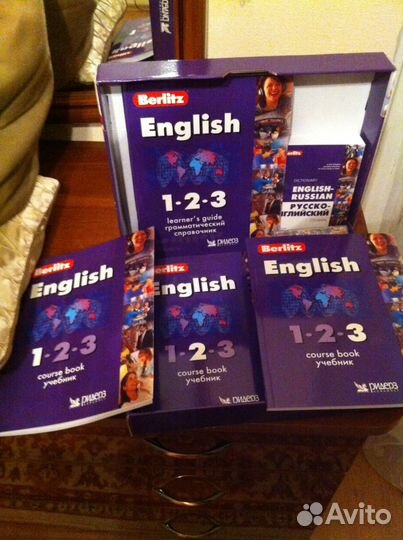 Berlitz
English
1·2·3
learner's guide
грамматический
справочник
РИДЕРЗ
Berlitz
DICTIONARY
ENGLISH-
RUSSIAN
РУССКО-
АНГЛИЙСКИЙ
Berlitz
English
1·2·3
course book
учебник
РИДЕРЗ
Berlitz
English
1·2·3
course book
учебник
РИДЕРЗ
Berlitz
English
1·2·3
course book
учебник
РИДЕРЗ
Avito